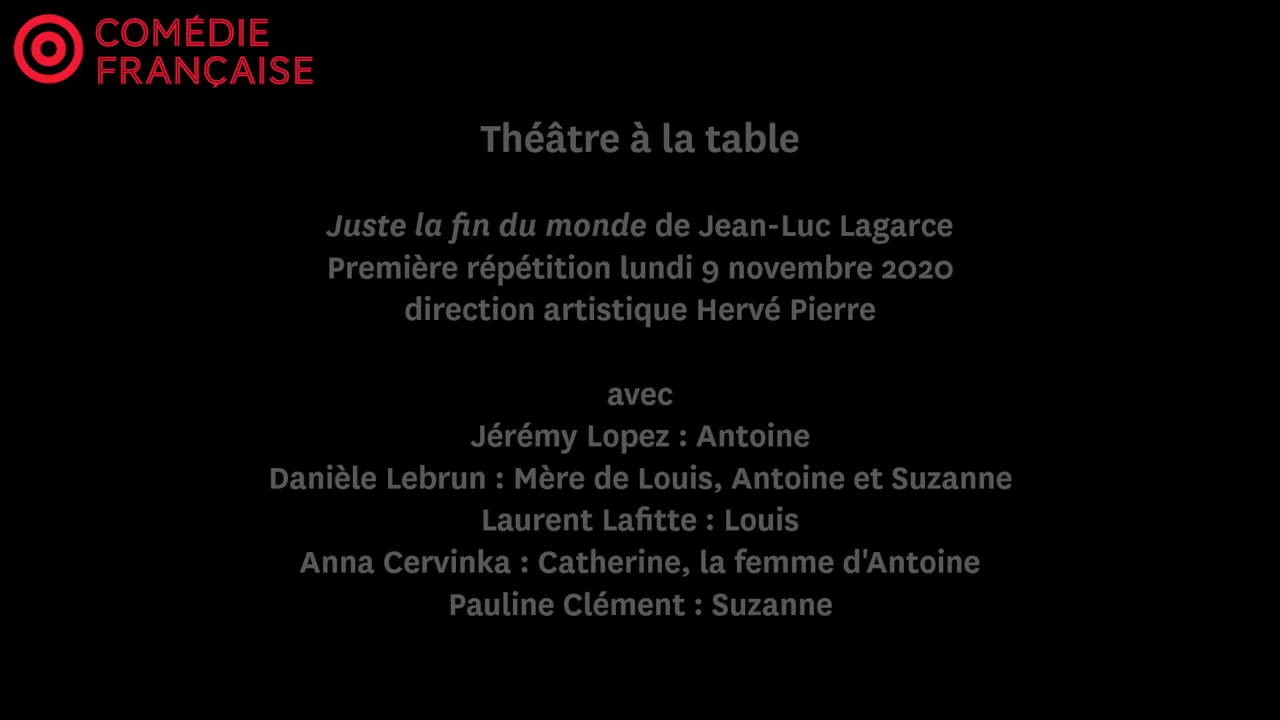 COMÉDIE
FRANÇAISE
Théâtre à la table
Juste la fin du monde de Jean-Luc Lagarce
Première répétition lundi 9 novembre 2020
direction artistique Hervé Pierre
avec
Jérémy Lopez : Antoine
Danièle Lebrun : Mère de Louis, Antoine et Suzanne
Laurent Lafitte : Louis
Anna Cervinka : Catherine, la femme d'Antoine
Pauline Clément : Suzanne